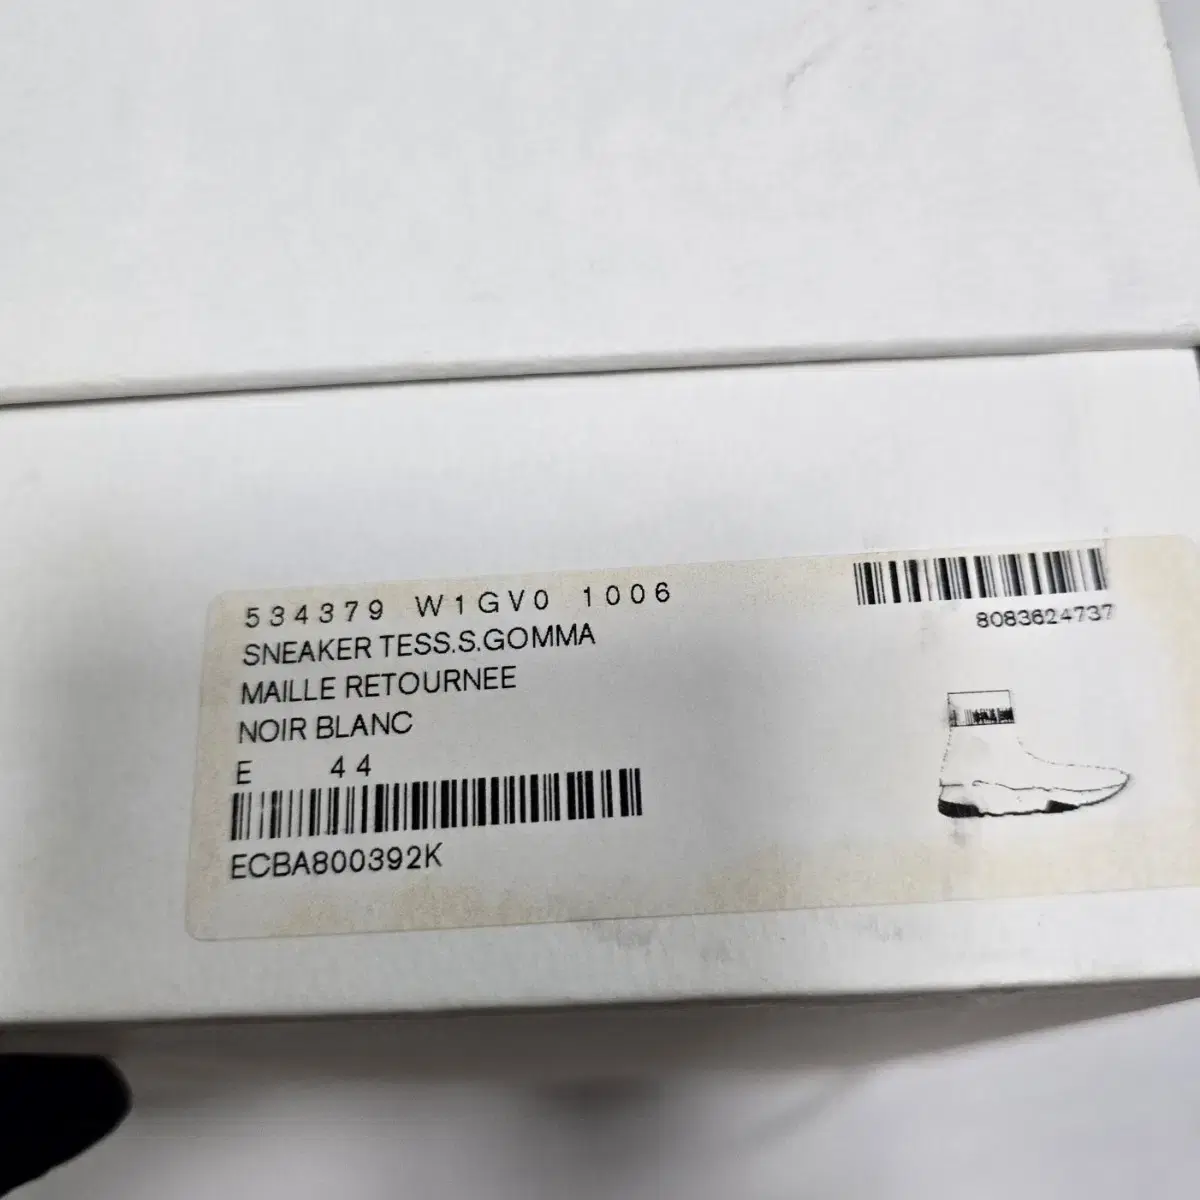 534379 W1GV0 1006
8083624737
SNEAKER TESS.S.GOMMA
MAILLE RETOURNEE
NOIR BLANC
E 44
ECBA800392K